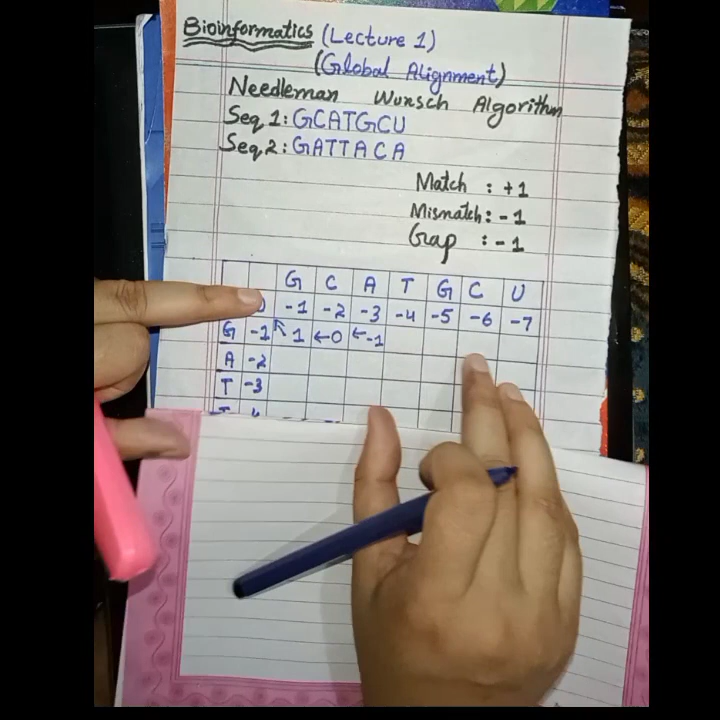 Bioinformatics (Lecture 1)
(Global Alignment)
Needleman Wunsch Algorithm
Seq 1: GCATGCU
Seq 2: GATTACA
Match : +1
Mismatch: -1
Gap : -1
G C A T G C U
-1 -2 -3 -4 -5 -6 -7
G -1 ↖ 1 ←0 ←-1
A -2
T -3